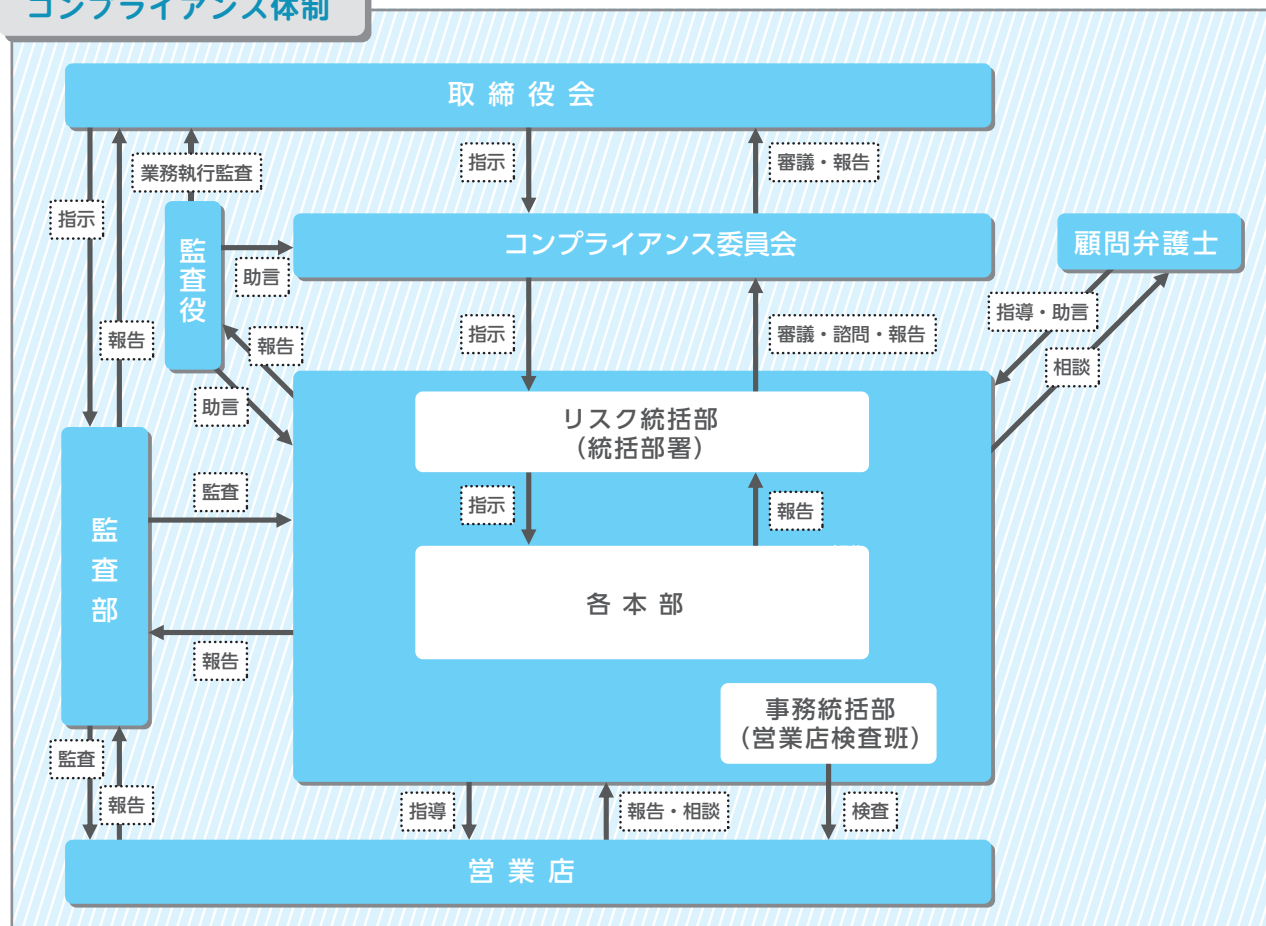 コンプライアンス体制
取締役会
業務執行監査
指示
審議・報告
指示
監査役
コンプライアンス委員会
顧問弁護士
助言
指導・助言
報告
報告
指示
審議・諮問・報告
相談
助言
リスク統括部
（統括部署）
監査
指示
報告
監査部
各本部
報告
事務統括部
（営業店検査班）
監査
報告
指導
報告・相談
検査
営業店